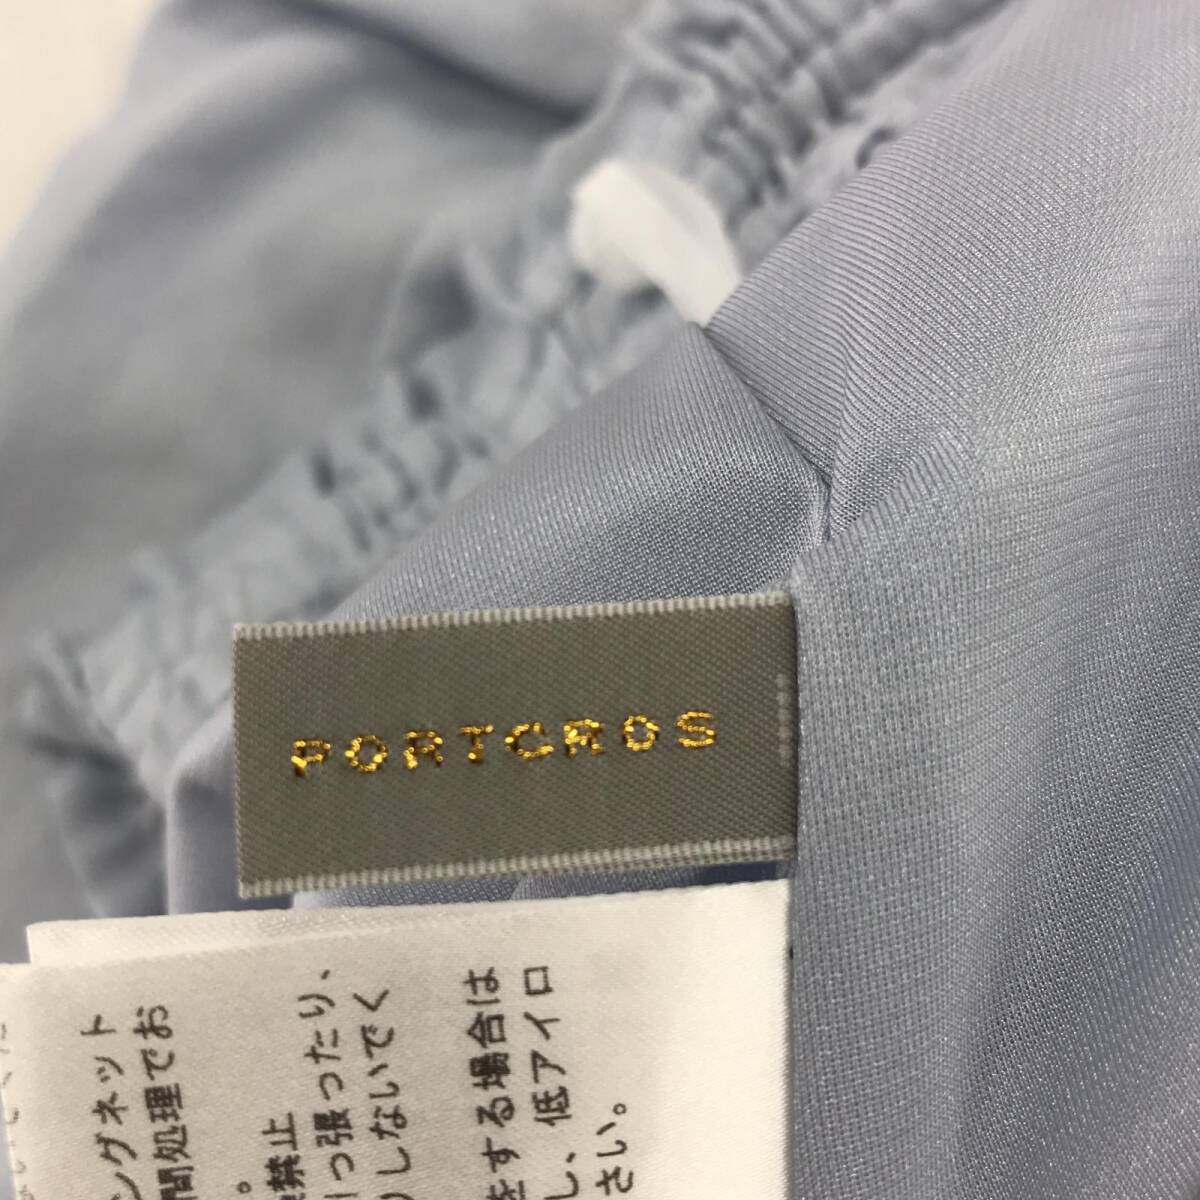 PORTCROS
ングネット
間処理でお
。
禁止
っ張ったり、
りしないでく
をする場合は
し、低アイロ
さい。